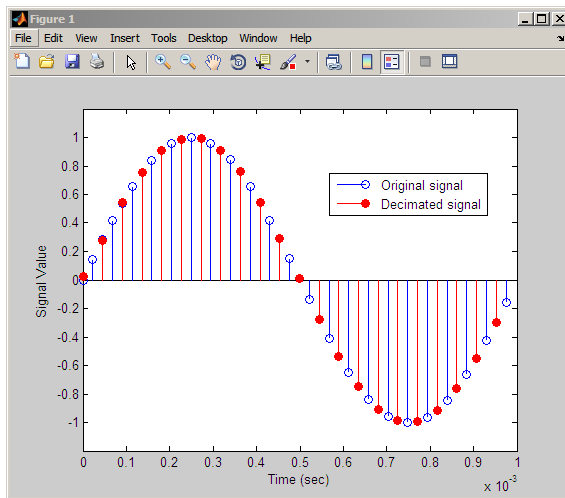 Figure 1
File Edit View Insert Tools Desktop Window Help
1
0.8
0.6
0.4
0.2
0
-0.2
-0.4
-0.6
-0.8
-1
Signal Value
Original signal
Decimated signal
0 0.1 0.2 0.3 0.4 0.5 0.6 0.7 0.8 0.9 1
Time (sec)
x 10⁻³